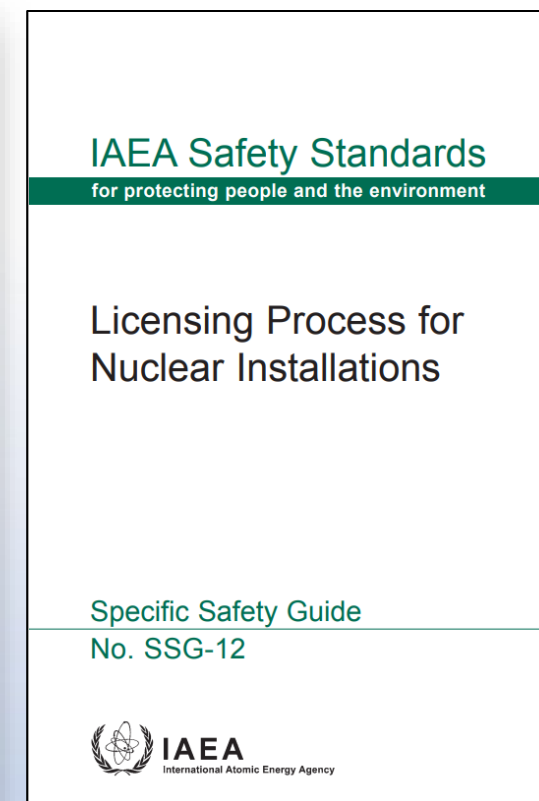 IAEA Safety Standards
for protecting people and the environment
Licensing Process for
Nuclear Installations
Specific Safety Guide
No. SSG-12
IAEA
International Atomic Energy Agency